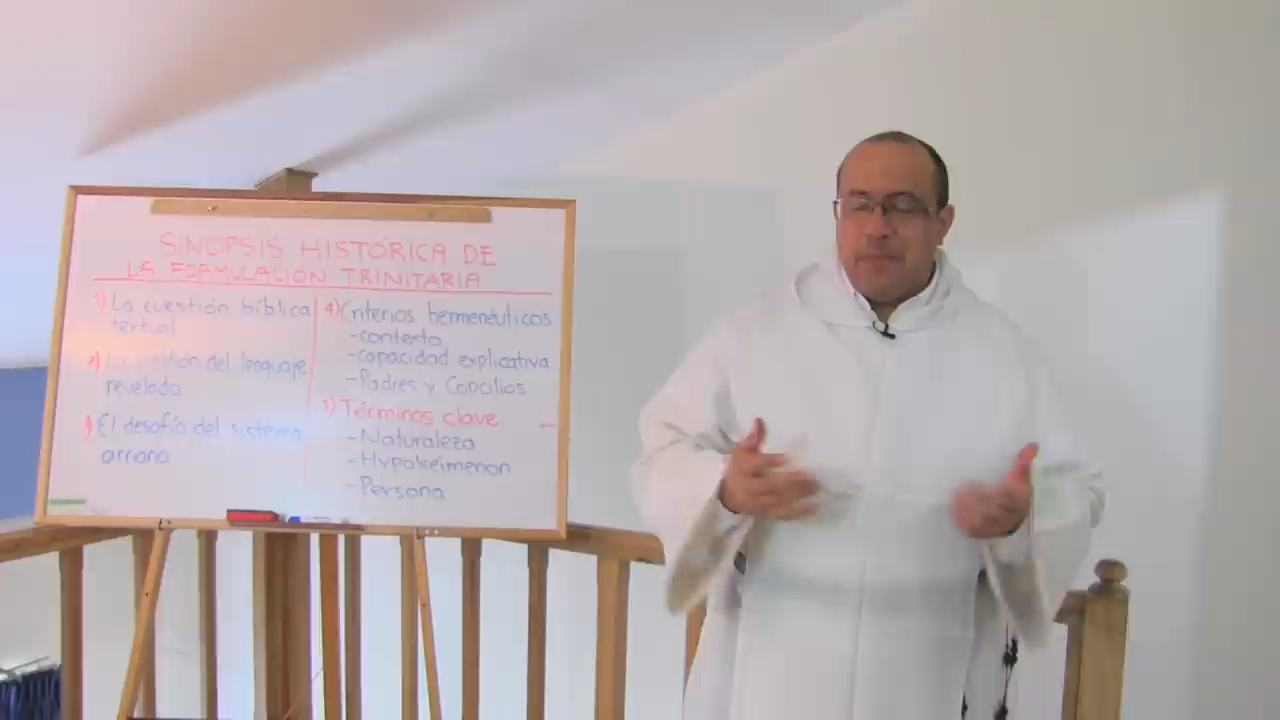 SINOPSIS HISTÓRICA DE
LA FORMULACIÓN TRINITARIA
1) La cuestión bíblica
textual
2) La cuestión del lenguaje
revelado
3) El desafío del sistema
arriano
4) Criterios hermenéuticos
-contexto
-capacidad explicativa
-Padres y Concilios
5) Términos clave
-Naturaleza
-Hypokeímenon
-Persona